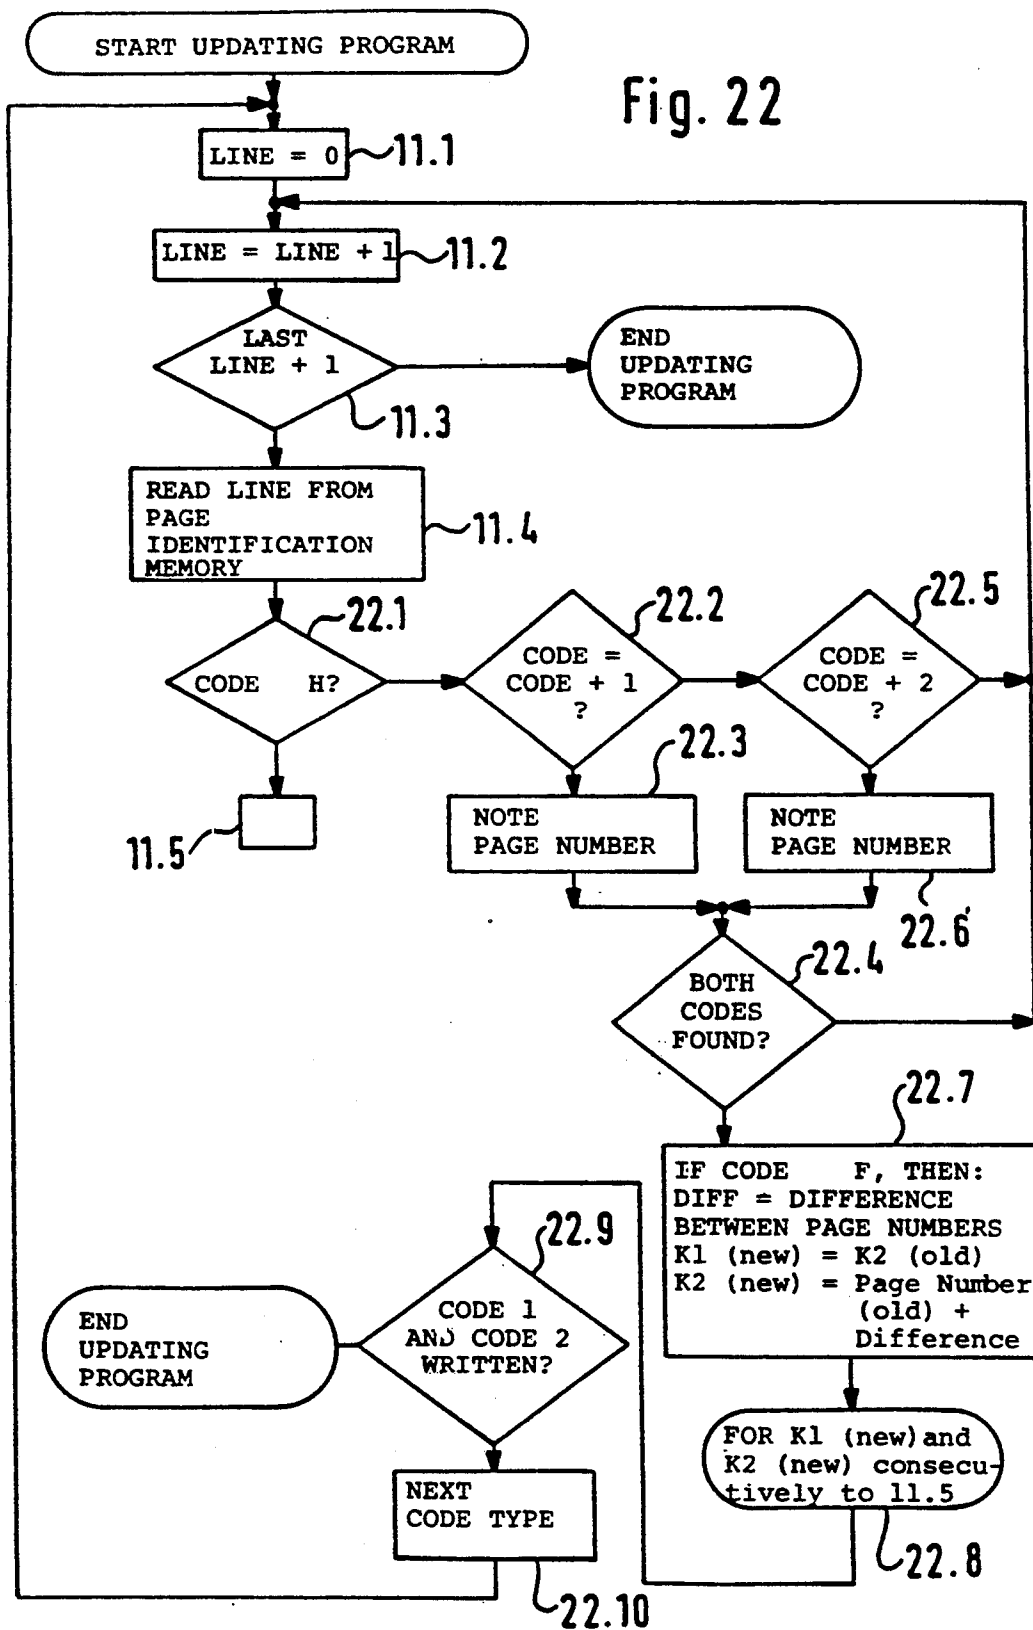 START UPDATING PROGRAM
Fig. 22
LINE = 0
11.1
LINE = LINE + 1
11.2
LAST
LINE + 1
11.3
END
UPDATING
PROGRAM
READ LINE FROM
PAGE
IDENTIFICATION
MEMORY
11.4
22.1
CODE H?
22.2
CODE =
CODE + 1
?
22.5
CODE =
CODE + 2
?
11.5
22.3
NOTE
PAGE NUMBER
NOTE
PAGE NUMBER
22.6
22.4
BOTH
CODES
FOUND?
22.7
IF CODE F, THEN:
DIFF = DIFFERENCE
BETWEEN PAGE NUMBERS
K1 (new) = K2 (old)
K2 (new) = Page Number
(old) +
Difference
22.9
CODE 1
AND CODE 2
WRITTEN?
END
UPDATING
PROGRAM
FOR K1 (new) and
K2 (new) consecu-
tively to 11.5
22.8
NEXT
CODE TYPE
22.10